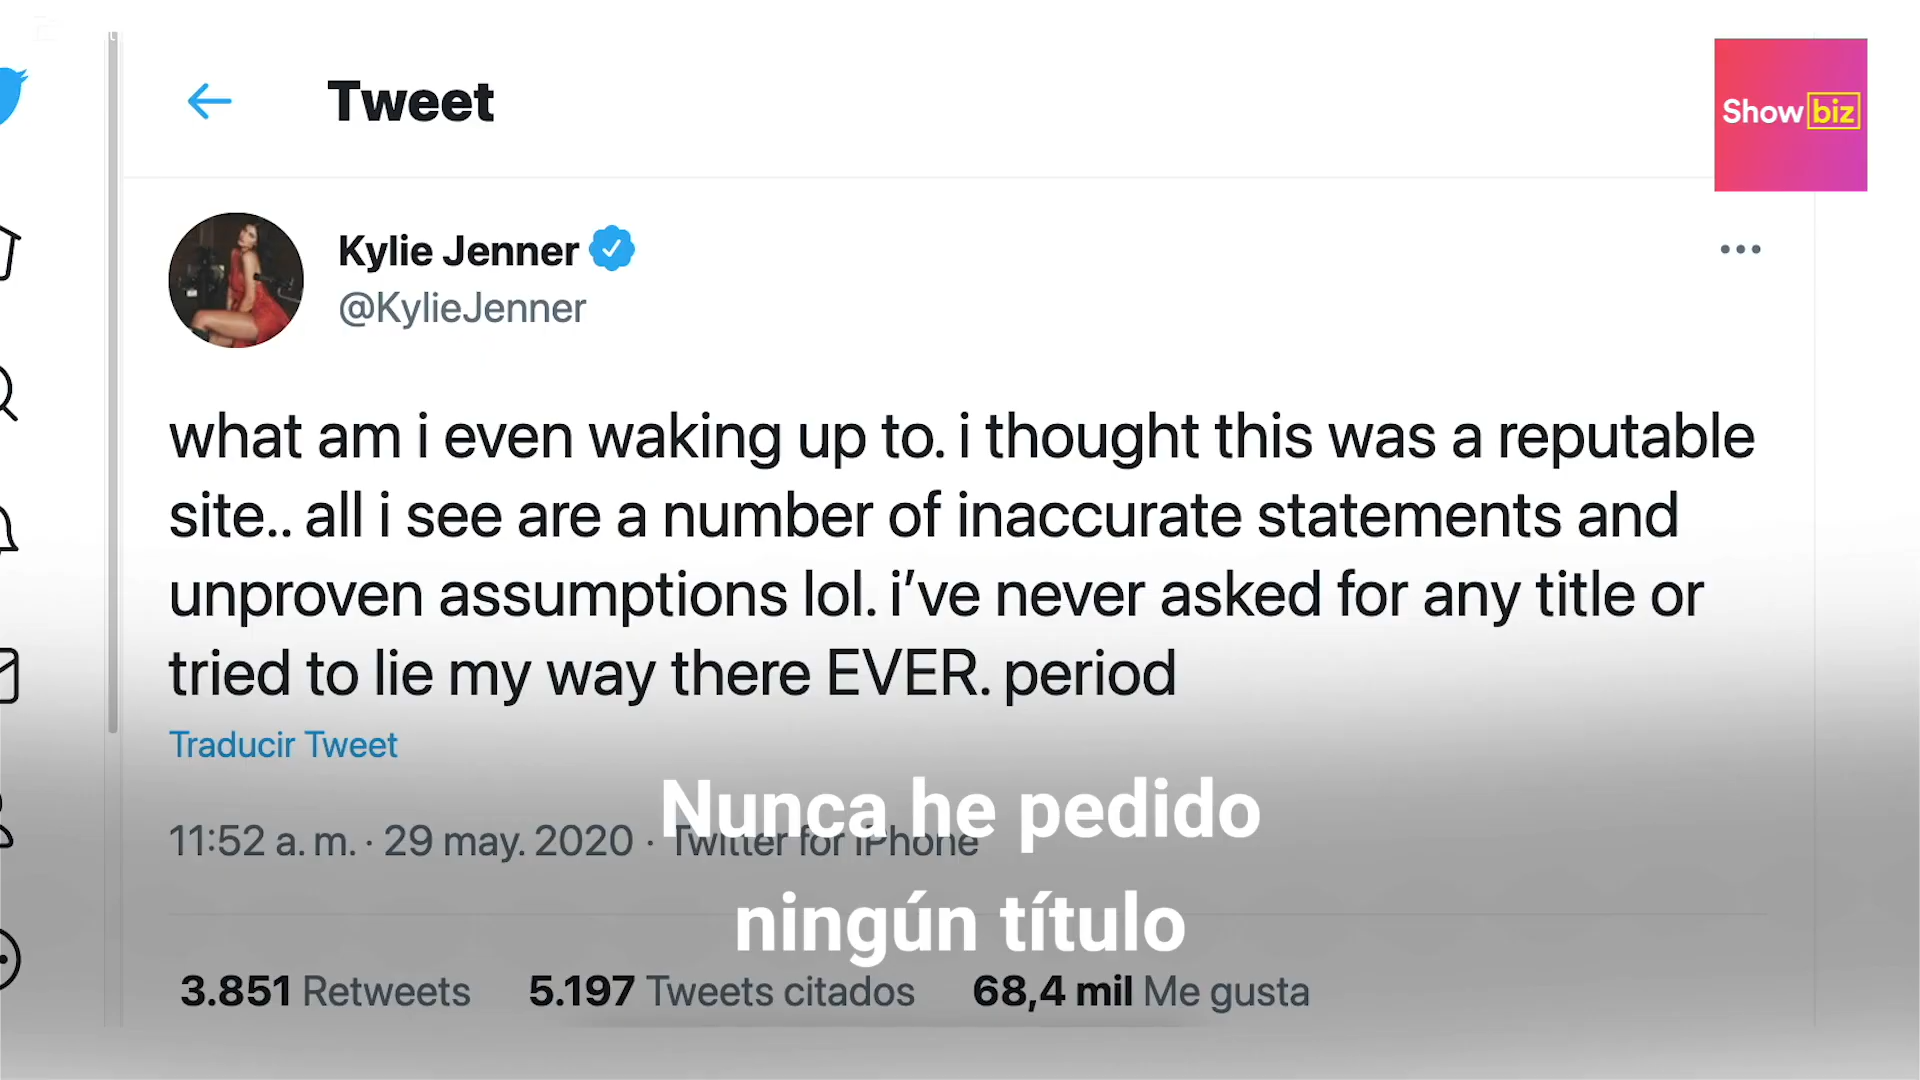 Tweet
Show biz
Kylie Jenner
@KylieJenner
what am i even waking up to. i thought this was a reputable
site.. all i see are a number of inaccurate statements and
unproven assumptions lol. i’ve never asked for any title or
tried to lie my way there EVER. period
Traducir Tweet
11:52 a. m. · 29 may. 2020 · Twitter for iPhone
Nunca he pedido
ningún título
3.851 Retweets 5.197 Tweets citados 68,4 mil Me gusta